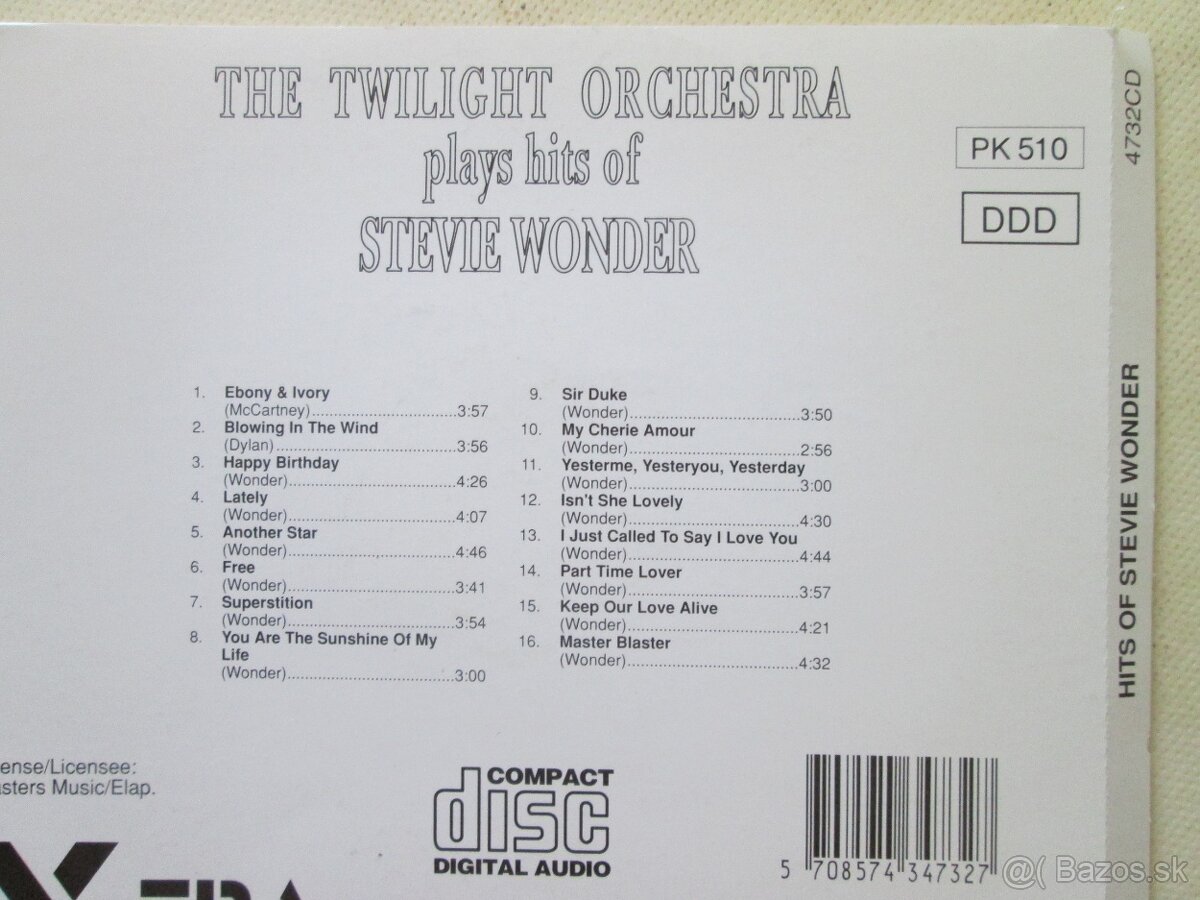 THE TWILIGHT ORCHESTRA
plays hits of
STEVIE WONDER
PK 510
DDD
4732CD
HITS OF STEVIE WONDER
1. Ebony & Ivory
(McCartney)........................................3:57
2. Blowing In The Wind
(Dylan)........................................3:56
3. Happy Birthday
(Wonder)........................................4:26
4. Lately
(Wonder)........................................4:07
5. Another Star
(Wonder)........................................4:46
6. Free
(Wonder)........................................3:41
7. Superstition
(Wonder)........................................3:54
8. You Are The Sunshine Of My
Life
(Wonder)........................................3:00
9. Sir Duke
(Wonder)........................................3:50
10. My Cherie Amour
(Wonder)........................................2:56
11. Yesterme, Yesteryou, Yesterday
(Wonder)........................................3:00
12. Isn't She Lovely
(Wonder)........................................4:30
13. I Just Called To Say I Love You
(Wonder)........................................4:44
14. Part Time Lover
(Wonder)........................................3:57
15. Keep Our Love Alive
(Wonder)........................................4:21
16. Master Blaster
(Wonder)........................................4:32
ense/Licensee:
asters Music/Elap.
COMPACT
disc
DIGITAL AUDIO
5 708574 347327
@( Bazos.sk